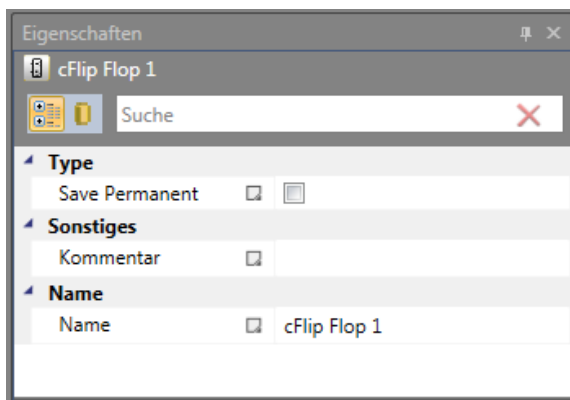 Eigenschaften
cFlip Flop 1
Suche
Type
Save Permanent
Sonstiges
Kommentar
Name
Name cFlip Flop 1